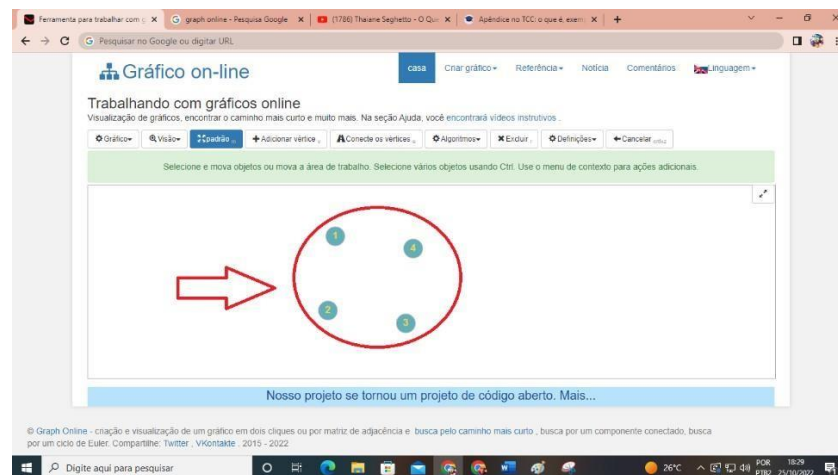 Ferramenta para trabalhar com g
graph online - Pesquisa Google
(1786) Thaiane Seghetto - O Qu
Apêndice no TCC: o que é, exem
Pesquisar no Google ou digitar URL
Gráfico on-line
casa
Criar gráfico
Referência
Notícia
Comentários
Linguagem
Trabalhando com gráficos online
Visualização de gráficos, encontrar o caminho mais curto e muito mais. Na seção Ajuda, você encontrará vídeos instrutivos .
Gráfico
Visão
padrão
Adicionar vértice
Conecte os vértices
Algoritmos
Excluir
Definições
Cancelar
Selecione e mova objetos ou mova a área de trabalho. Selecione vários objetos usando Ctrl. Use o menu de contexto para ações adicionais.
1
4
2
3
Nosso projeto se tornou um projeto de código aberto. Mais...
© Graph Online - criação e visualização de um gráfico em dois cliques ou por matriz de adjacência e busca pelo caminho mais curto , busca por um componente conectado, busca
por um ciclo de Euler. Compartilhe: Twitter , VKontakte . 2015 - 2022
Digite aqui para pesquisar
26°C
POR
PTB2
18:29
25/10/2022